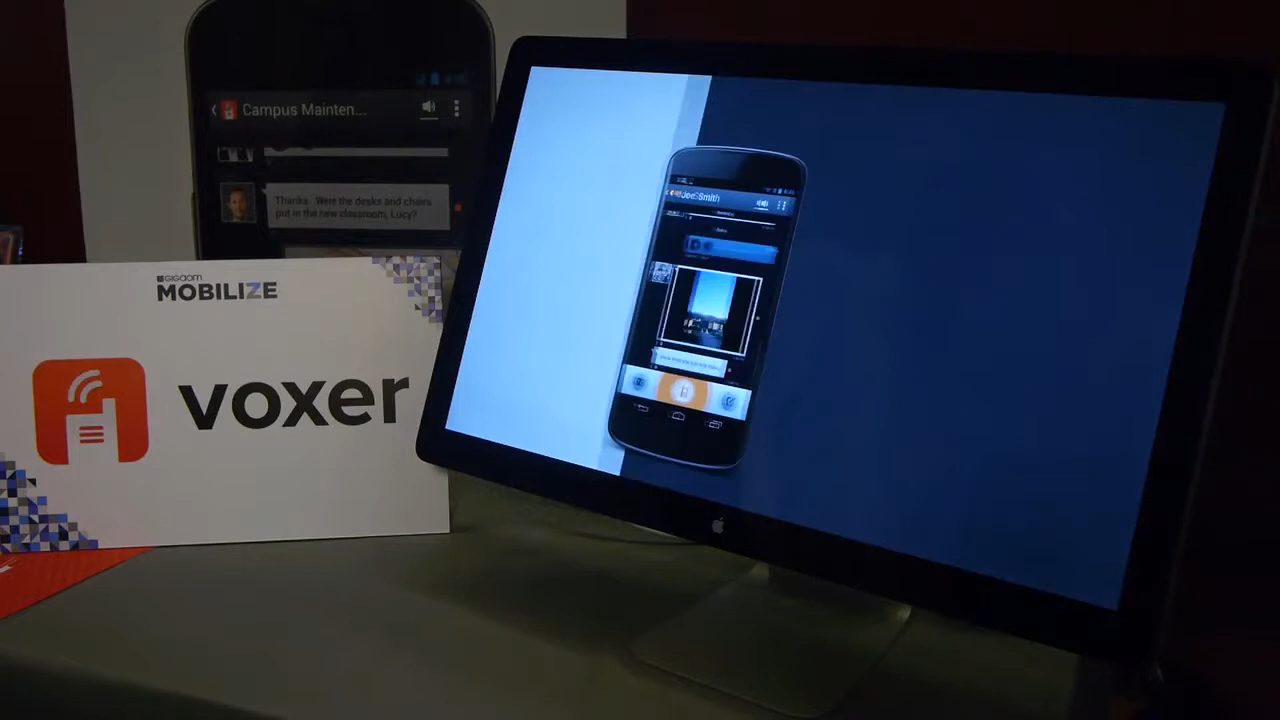 Campus Mainten...
Thanks. Were the desks and chairs
put in the new classroom, Lucy?
GIGAOM
MOBILIZE
voxer
Joe Smith